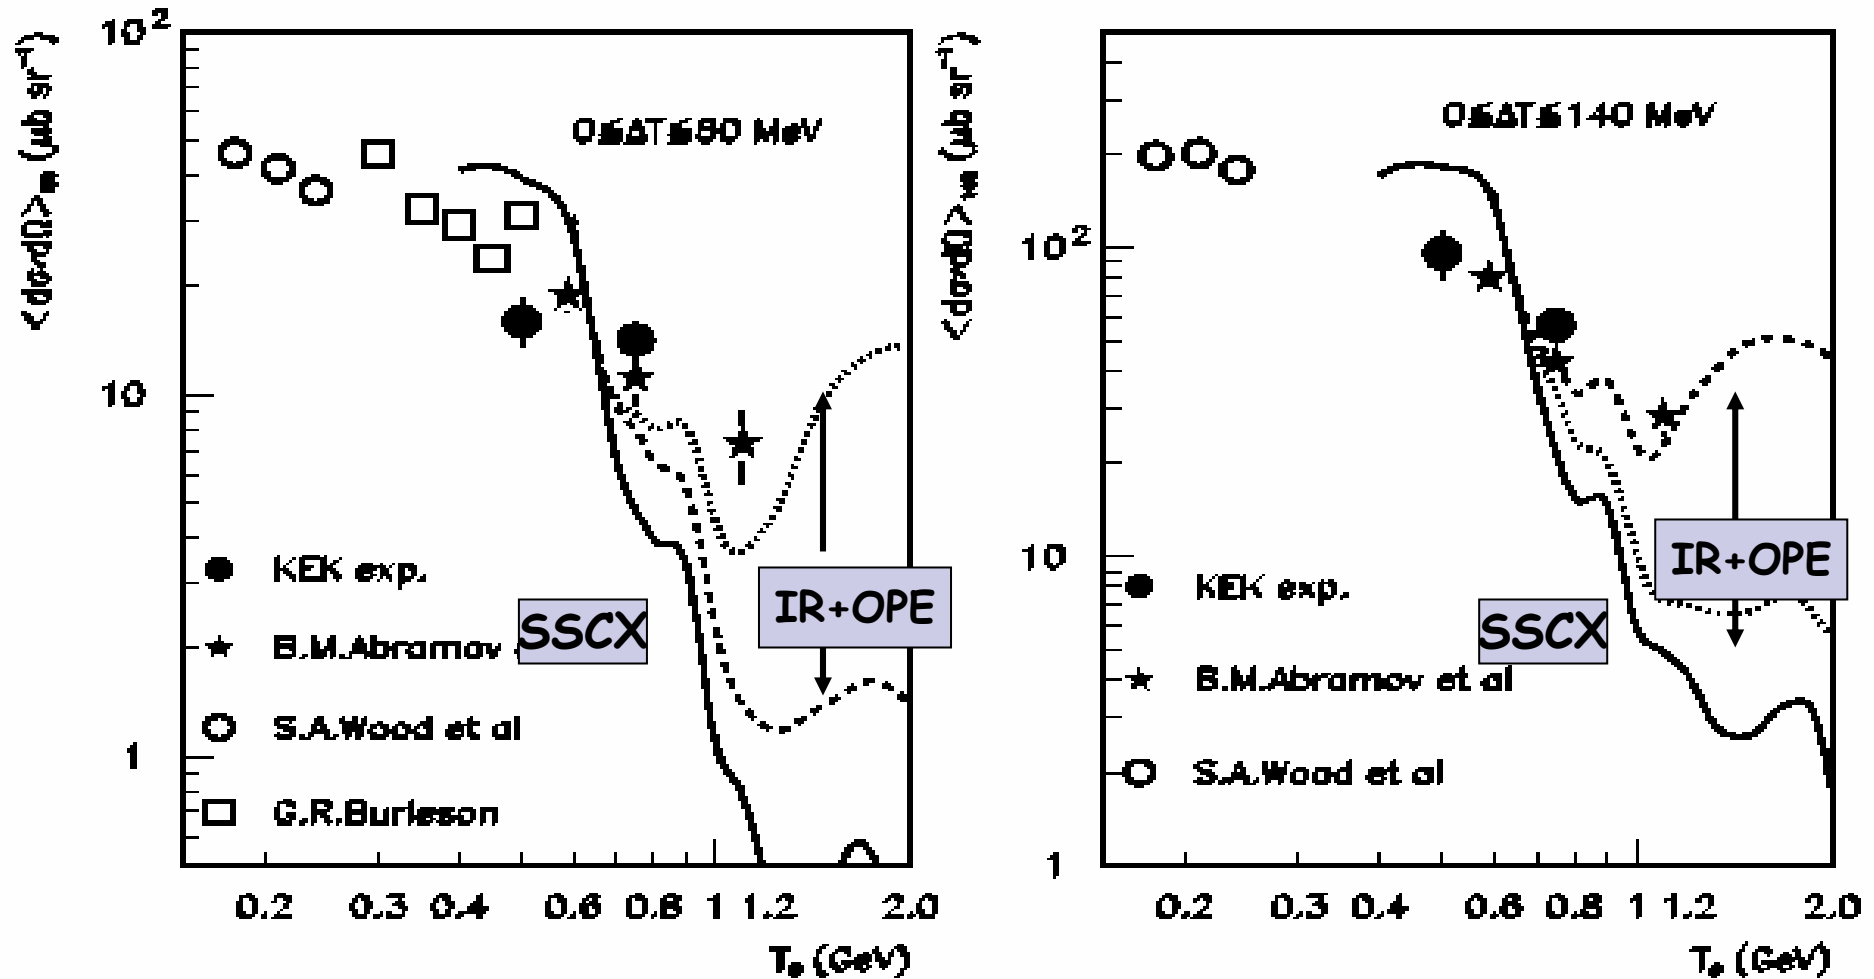 <dσ/dΩ>m (μb sr⁻¹)
10²
10
1
0≤ΔT≤80 MeV
KEK exp.
B.M.Abramov
S.A.Wood et al
G.R.Burleson
SSCX
IR+OPE
0.2 0.3 0.4 0.6 0.8 1 1.2 2.0
(GeV)
<dσ/dΩ>m (μb sr⁻¹)
10²
10
1
0≤ΔT≤140 MeV
KEK exp.
B.M.Abramov et al
S.A.Wood et al
SSCX
IR+OPE
0.2 0.3 0.4 0.6 0.8 1 1.2 2.0
(GeV)